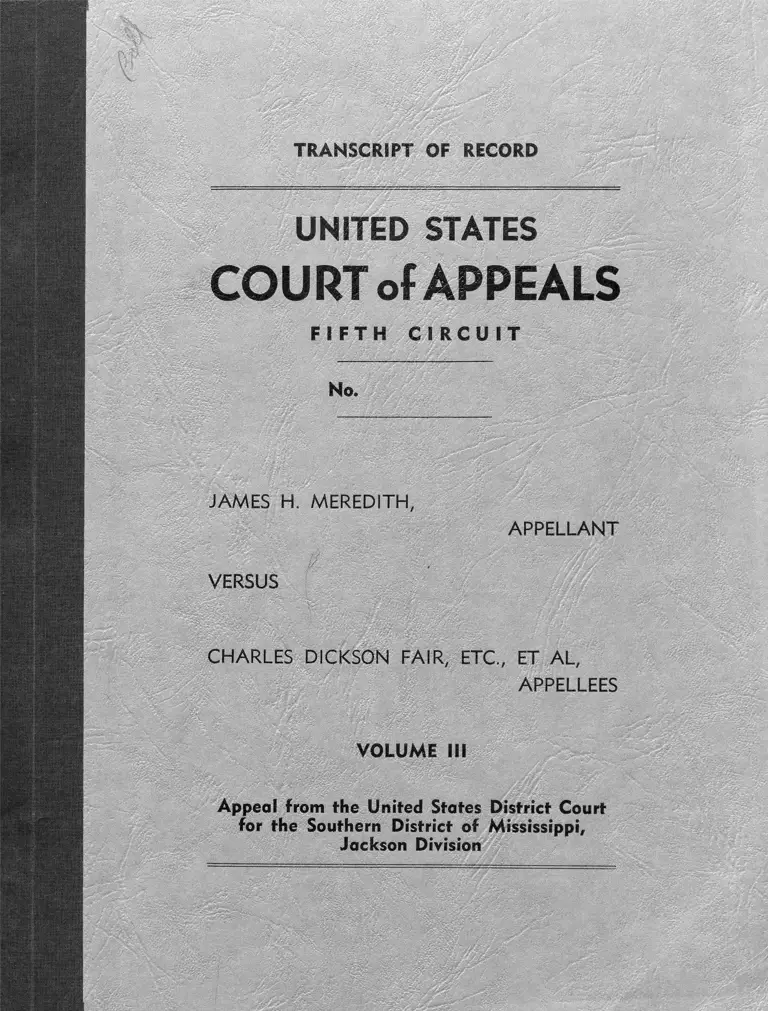 TRANSCRIPT OF RECORD
UNITED STATES
COURT of APPEALS
FIFTH CIRCUIT
No.
JAMES H. MEREDITH,
APPELLANT
VERSUS
CHARLES DICKSON FAIR, ETC., ET AL,
APPELLEES
VOLUME III
Appeal from the United States District Court
for the Southern District of Mississippi,
Jackson Division